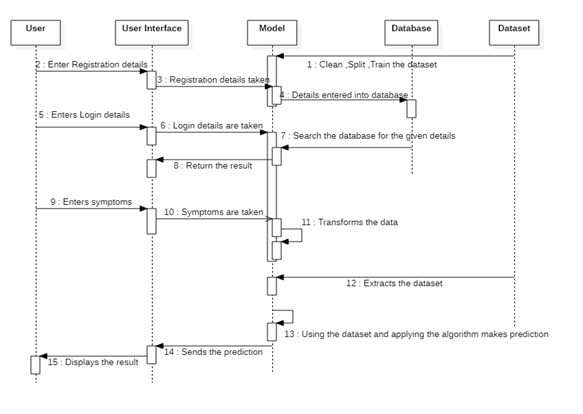 User
User Interface
Model
Database
Dataset
1 : Clean ,Split ,Train the dataset
2 : Enter Registration details
3 : Registration details taken
4 : Details entered into database
5 : Enters Login details
6 : Login details are taken
7 : Search the database for the given details
8 : Return the result
9 : Enters symptoms
10 : Symptoms are taken
11 : Transforms the data
12 : Extracts the dataset
13 : Using the dataset and applying the algorithm makes prediction
14 : Sends the prediction
15 : Displays the result